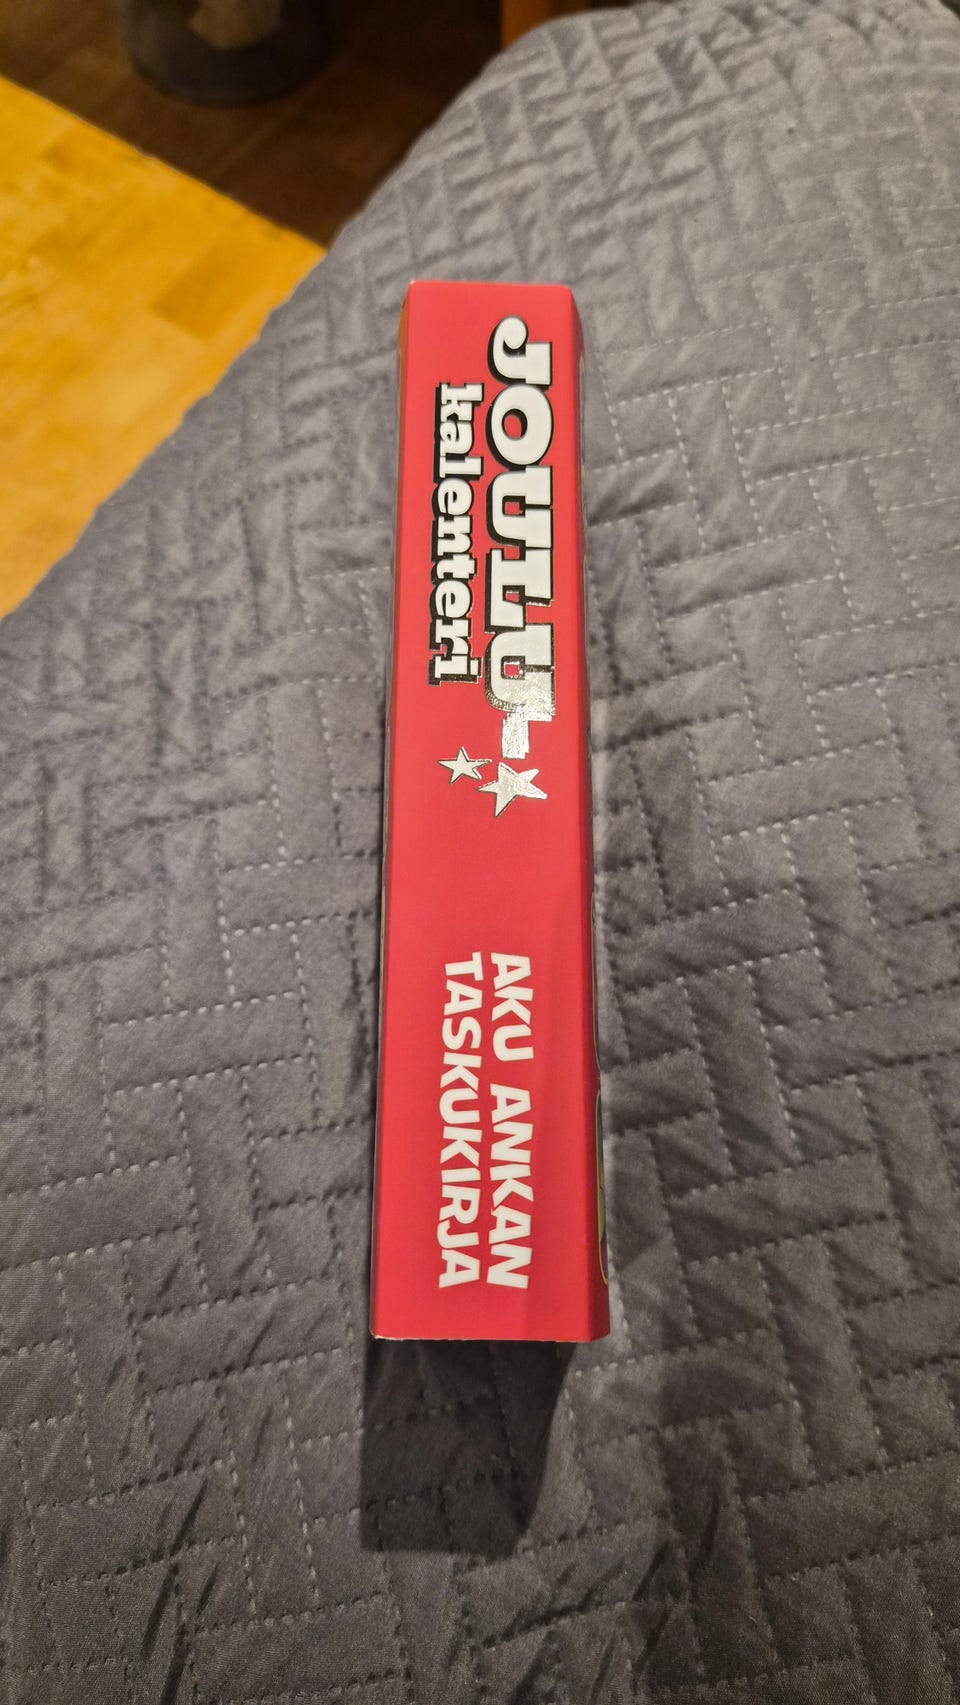 JOULU-
kalenteri
AKU ANKAN
TASKUKIRJA